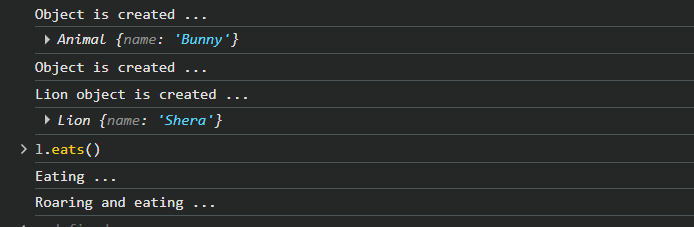 Object is created ...
Animal {name: 'Bunny'}
Object is created ...
Lion object is created ...
Lion {name: 'Shera'}
l.eats()
Eating ...
Roaring and eating ...